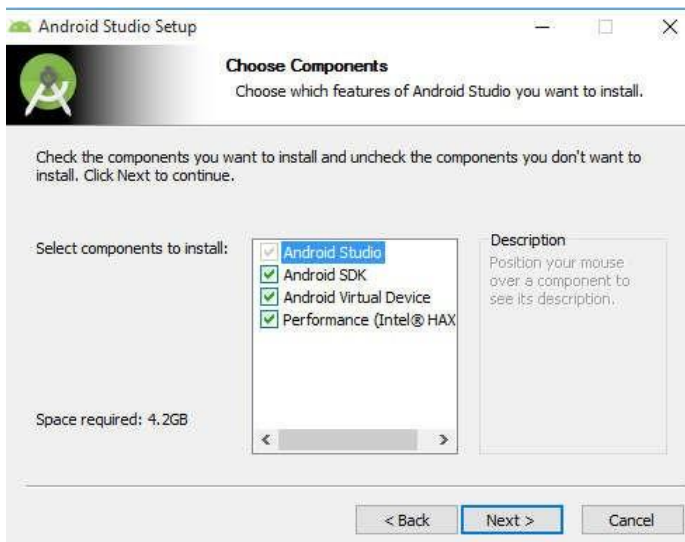 Android Studio Setup
Choose Components
Choose which features of Android Studio you want to install.
Check the components you want to install and uncheck the components you don't want to
install. Click Next to continue.
Select components to install:
Android Studio
Android SDK
Android Virtual Device
Performance (Intel® HAX
Description
Position your mouse
over a component to
see its description.
Space required: 4.2GB
< Back
Next >
Cancel